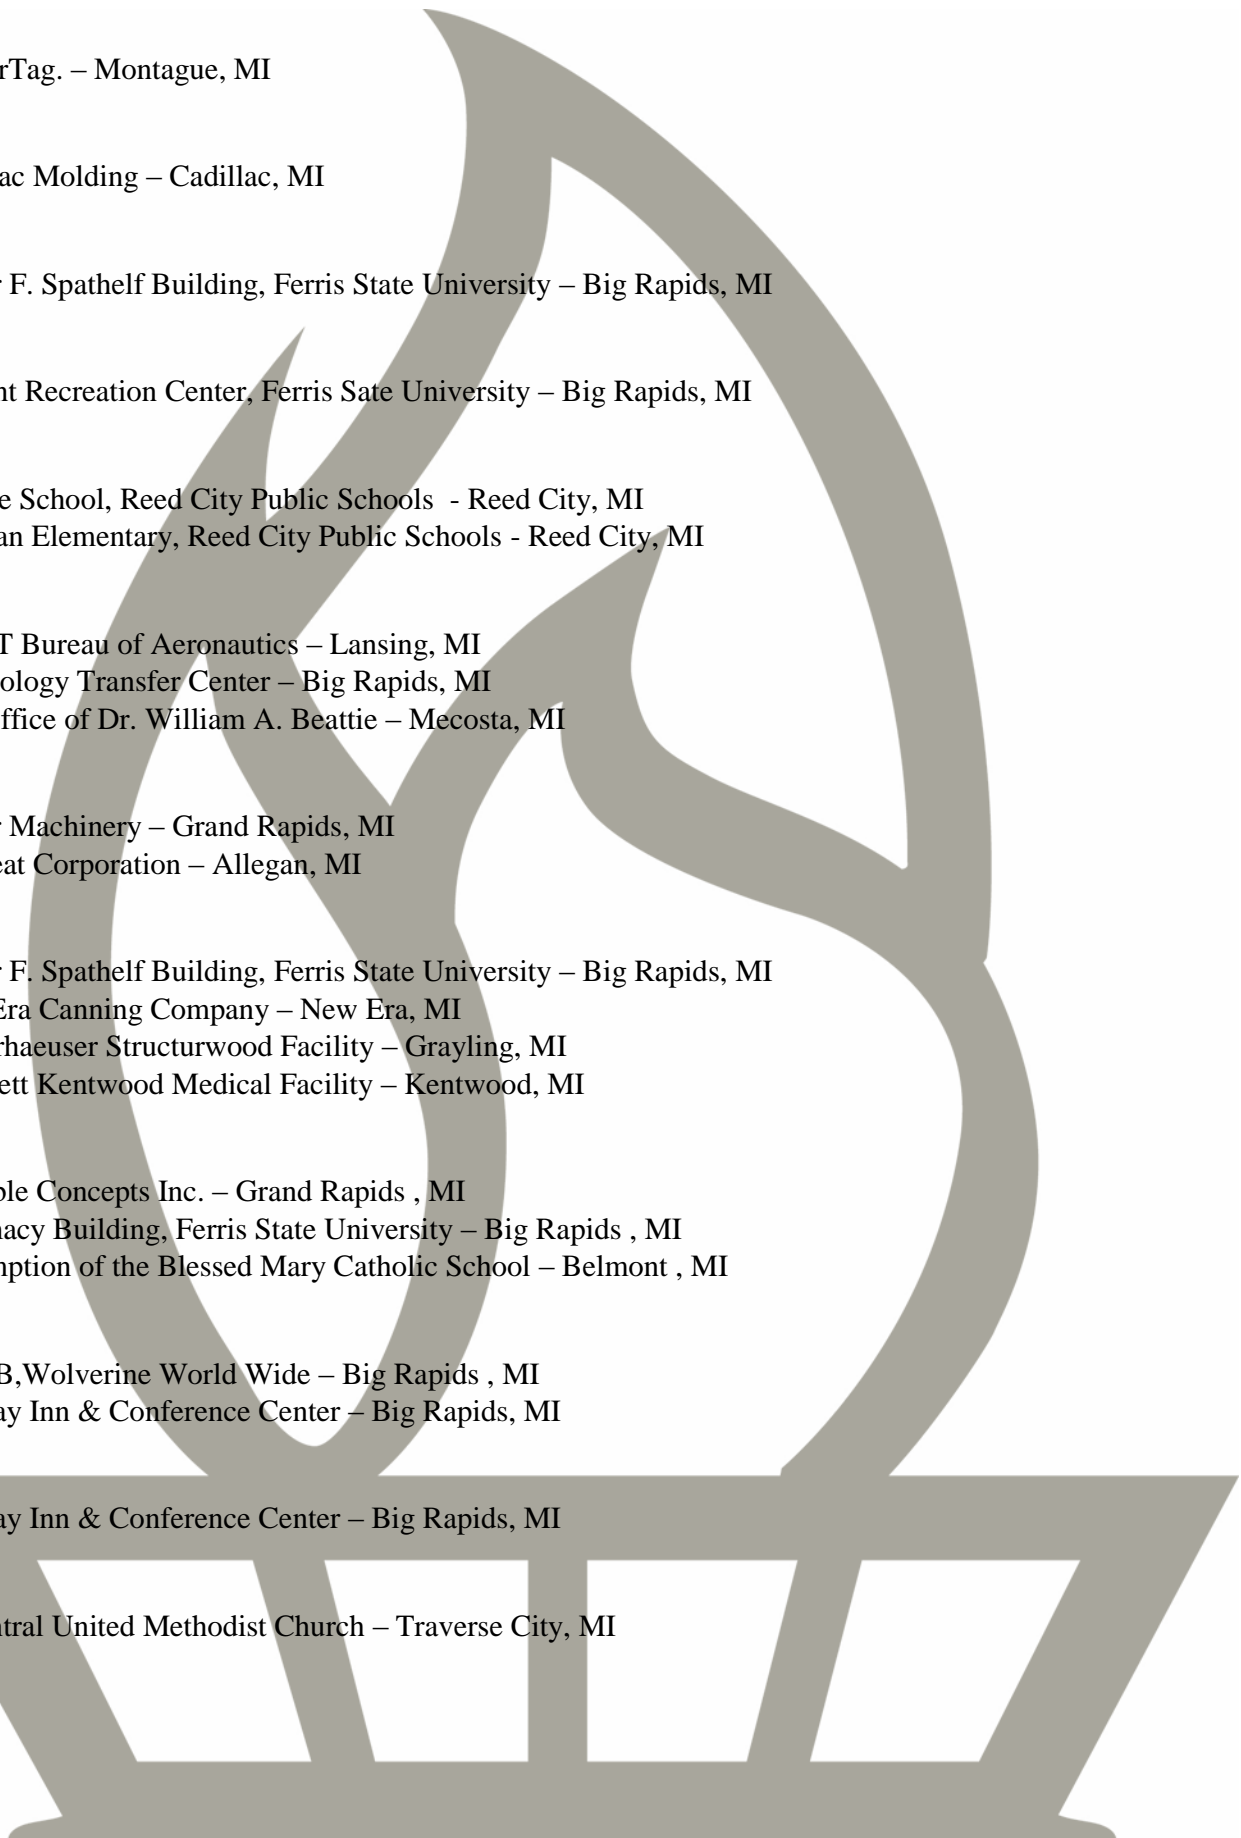 rTag. – Montague, MI
ac Molding – Cadillac, MI
r F. Spathelf Building, Ferris State University – Big Rapids, MI
nt Recreation Center, Ferris Sate University – Big Rapids, MI
e School, Reed City Public Schools  - Reed City, MI
an Elementary, Reed City Public Schools - Reed City, MI
T Bureau of Aeronautics – Lansing, MI
ology Transfer Center – Big Rapids, MI
ffice of Dr. William A. Beattie – Mecosta, MI
r Machinery – Grand Rapids, MI
eat Corporation – Allegan, MI
r F. Spathelf Building, Ferris State University – Big Rapids, MI
Era Canning Company – New Era, MI
rhaeuser Structurwood Facility – Grayling, MI
ett Kentwood Medical Facility – Kentwood, MI
ple Concepts Inc. – Grand Rapids , MI
nacy Building, Ferris State University – Big Rapids , MI
mption of the Blessed Mary Catholic School – Belmont , MI
B,Wolverine World Wide – Big Rapids , MI
ay Inn & Conference Center – Big Rapids, MI
ay Inn & Conference Center – Big Rapids, MI
ntral United Methodist Church – Traverse City, MI